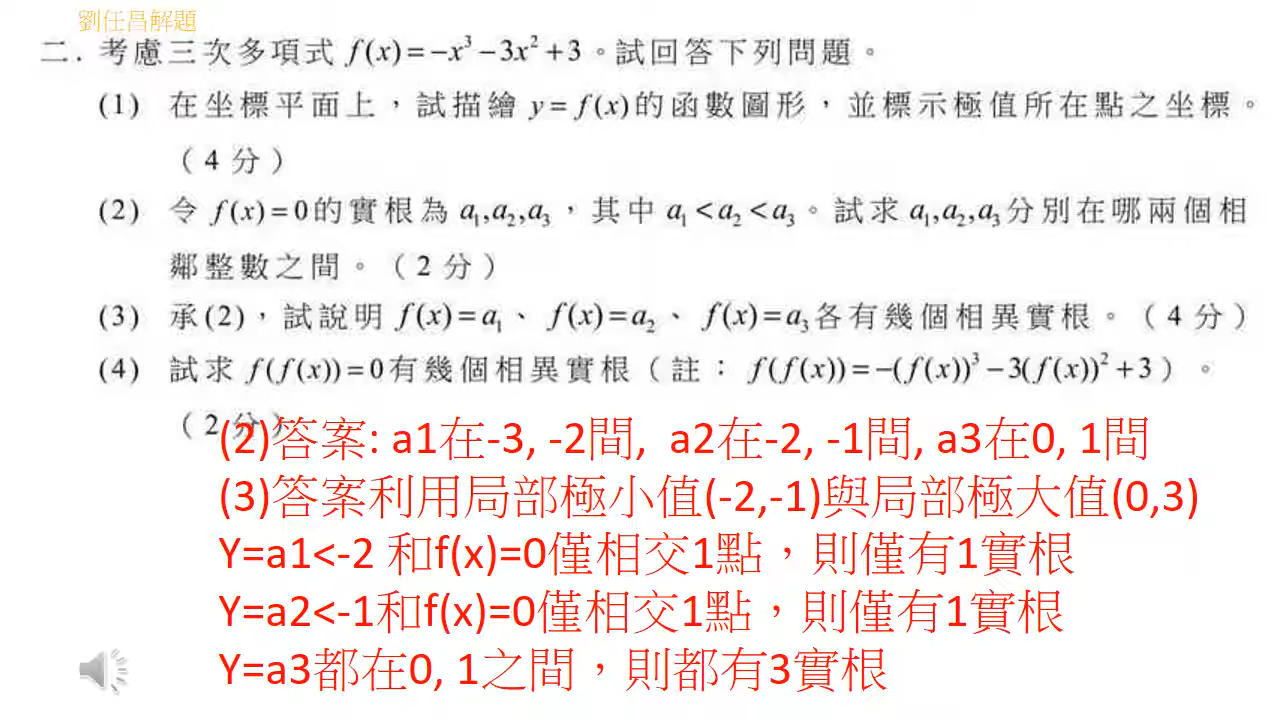 劉任昌解題
二. 考慮三次多項式 f(x)=−x³−3x²+3。試回答下列問題。
(1) 在坐標平面上，試描繪 y=f(x)的函數圖形，並標示極值所在點之坐標。
（4 分）
(2) 令 f(x)=0的實根為 a₁,a₂,a₃，其中 a₁<a₂<a₃。試求 a₁,a₂,a₃分別在哪兩個相
鄰整數之間。（2 分）
(3) 承(2)，試說明 f(x)=a₁、f(x)=a₂、f(x)=a₃各有幾個相異實根。（4 分）
(4) 試求 f(f(x))=0有幾個相異實根（註：f(f(x))=−(f(x))³−3(f(x))²+3）。
（2 分）
(2)答案: a1在-3, -2間, a2在-2, -1間, a3在0, 1間
(3)答案利用局部極小值(-2,-1)與局部極大值(0,3)
Y=a1<-2 和f(x)=0僅相交1點，則僅有1實根
Y=a2<-1和f(x)=0僅相交1點，則僅有1實根
Y=a3都在0, 1之間，則都有3實根